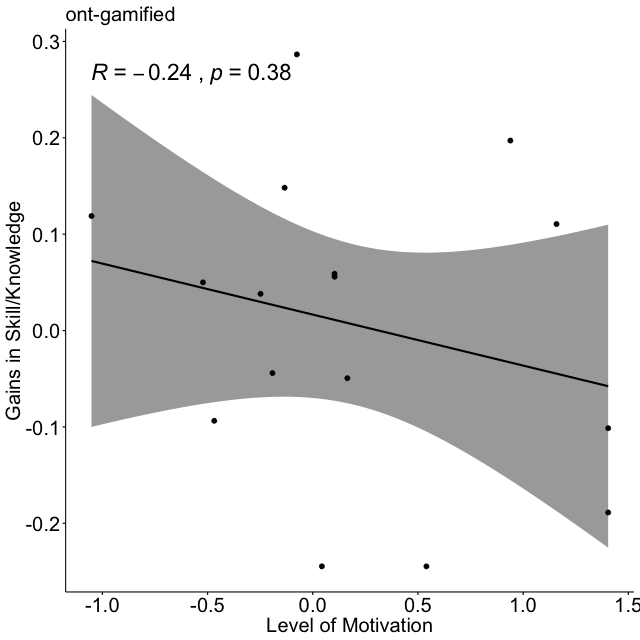 ont-gamified
R = −0.24 , p = 0.38
0.3
0.2
0.1
0.0
-0.1
-0.2
Gains in Skill/Knowledge
-1.0 -0.5 0.0 0.5 1.0 1.5
Level of Motivation